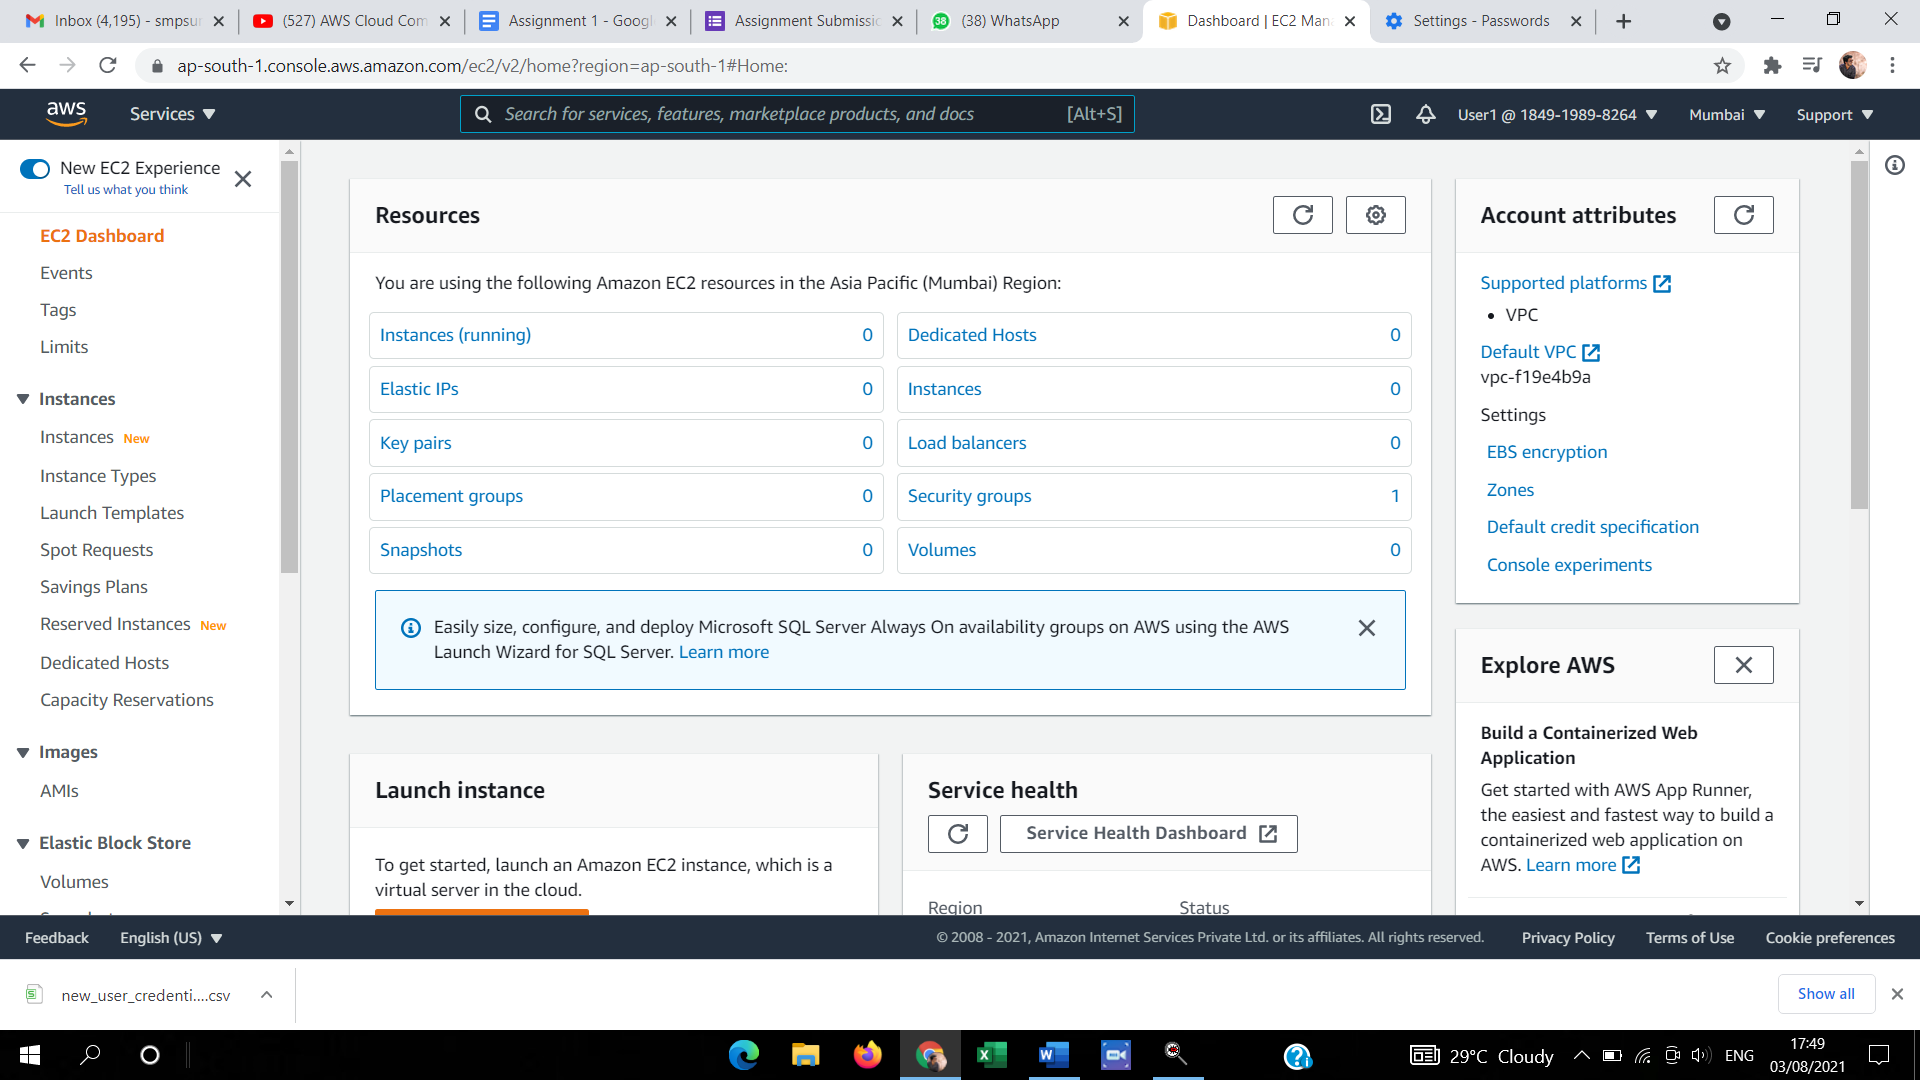 Inbox (4,195) - smpsur
(527) AWS Cloud Com
Assignment 1 - Googl
Assignment Submissio
38
(38) WhatsApp
Dashboard | EC2 Man
Settings - Passwords
ap-south-1.console.aws.amazon.com/ec2/v2/home?region=ap-south-1#Home:
aws
Services
Search for services, features, marketplace products, and docs
[Alt+S]
User1 @ 1849-1989-8264
Mumbai
Support
New EC2 Experience
Tell us what you think
EC2 Dashboard
Events
Tags
Limits
Instances
Instances New
Instance Types
Launch Templates
Spot Requests
Savings Plans
Reserved Instances New
Dedicated Hosts
Capacity Reservations
Images
AMIs
Elastic Block Store
Volumes
Resources
You are using the following Amazon EC2 resources in the Asia Pacific (Mumbai) Region:
Instances (running) 0
Dedicated Hosts 0
Elastic IPs 0
Instances 0
Key pairs 0
Load balancers 0
Placement groups 0
Security groups 1
Snapshots 0
Volumes 0
Easily size, configure, and deploy Microsoft SQL Server Always On availability groups on AWS using the AWS
Launch Wizard for SQL Server. Learn more
Launch instance
To get started, launch an Amazon EC2 instance, which is a
virtual server in the cloud.
Service health
Service Health Dashboard
Region
Status
Account attributes
Supported platforms
• VPC
Default VPC
vpc-f19e4b9a
Settings
EBS encryption
Zones
Default credit specification
Console experiments
Explore AWS
Build a Containerized Web
Application
Get started with AWS App Runner,
the easiest and fastest way to build a
containerized web application on
AWS. Learn more
Feedback
English (US)
© 2008 - 2021, Amazon Internet Services Private Ltd. or its affiliates. All rights reserved.
Privacy Policy
Terms of Use
Cookie preferences
new_user_credenti....csv
Show all
29°C Cloudy
ENG
17:49
03/08/2021